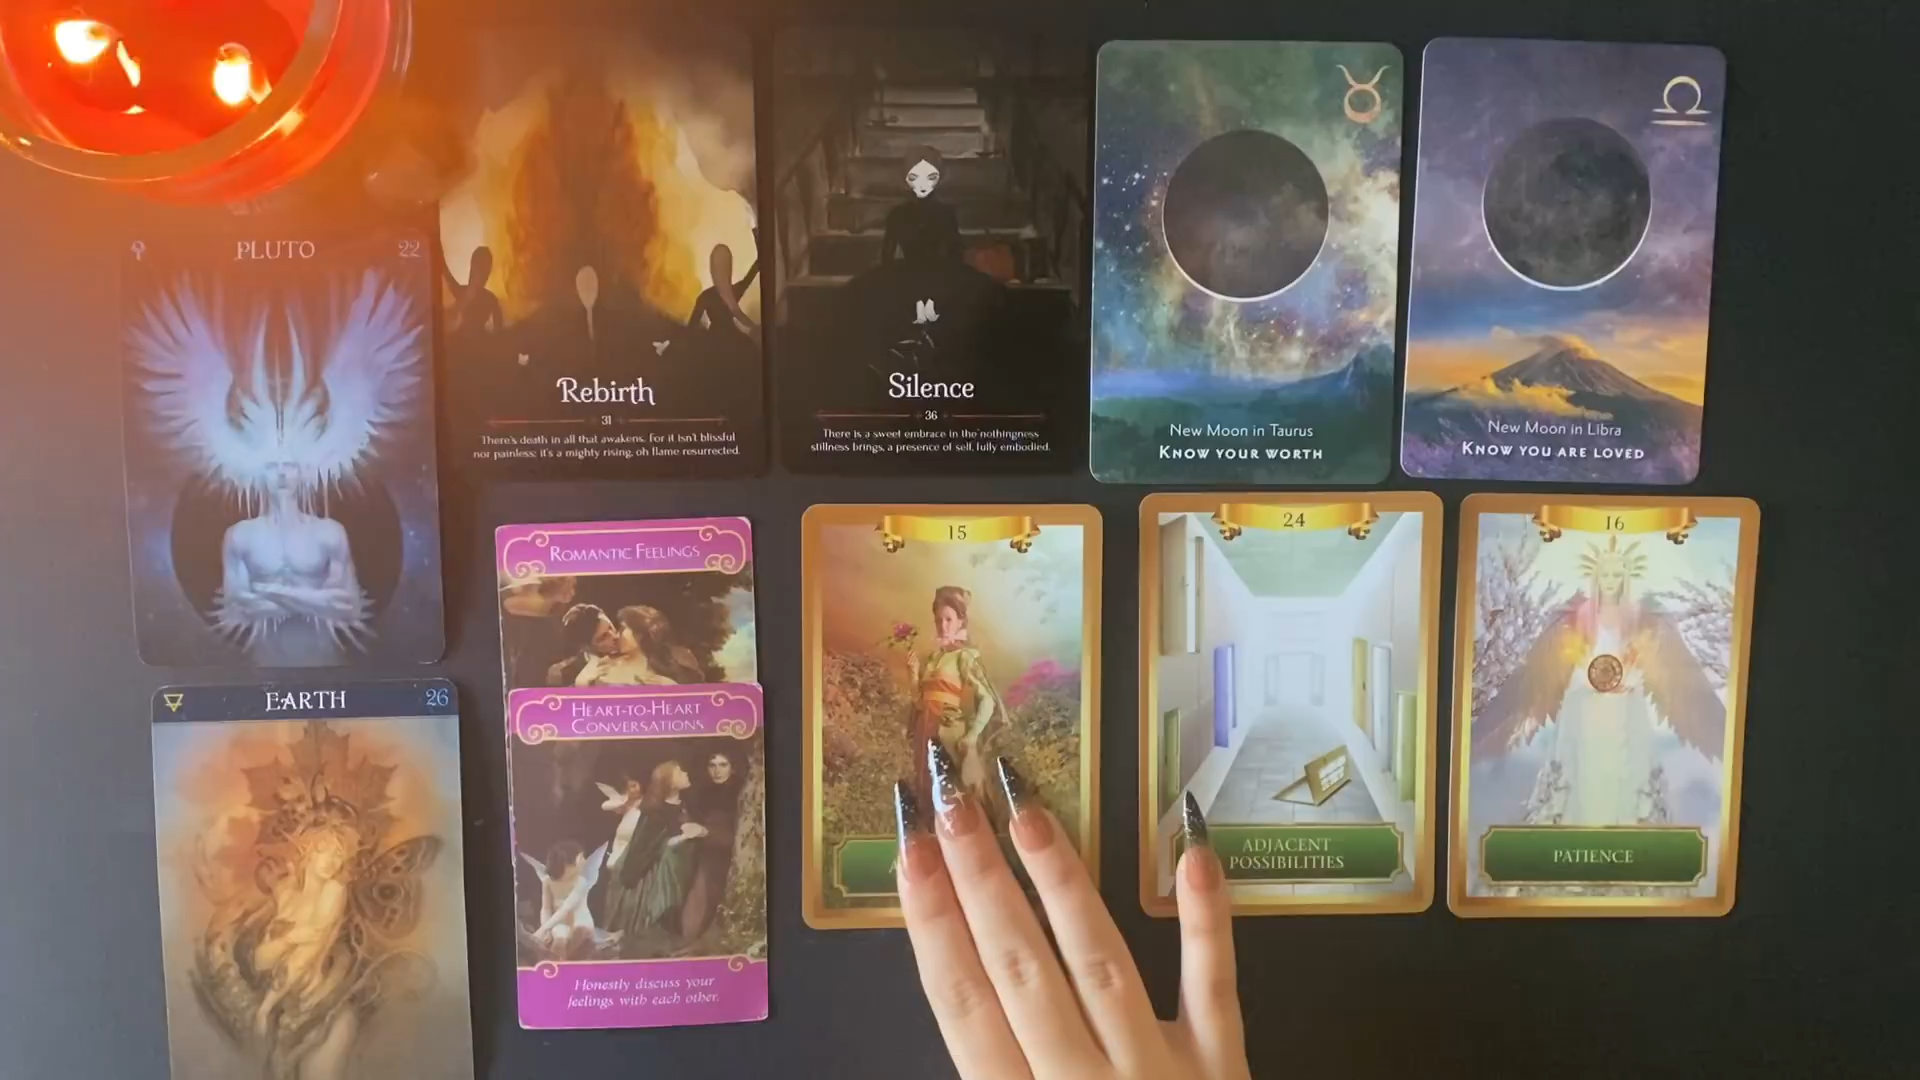 PLUTO
22
Rebirth
31
There's death in all that awakens. For it isn't blissful
nor painless; it's a mighty rising, oh flame resurrected.
Silence
36
There is a sweet embrace in the nothingness
stillness brings, a presence of self, fully embodied.
New Moon in Taurus
KNOW YOUR WORTH
New Moon in Libra
KNOW YOU ARE LOVED
EARTH
26
ROMANTIC FEELINGS
HEART-TO-HEART
CONVERSATIONS
Honestly discuss your
feelings with each other.
15
24
ADJACENT
POSSIBILITIES
16
PATIENCE